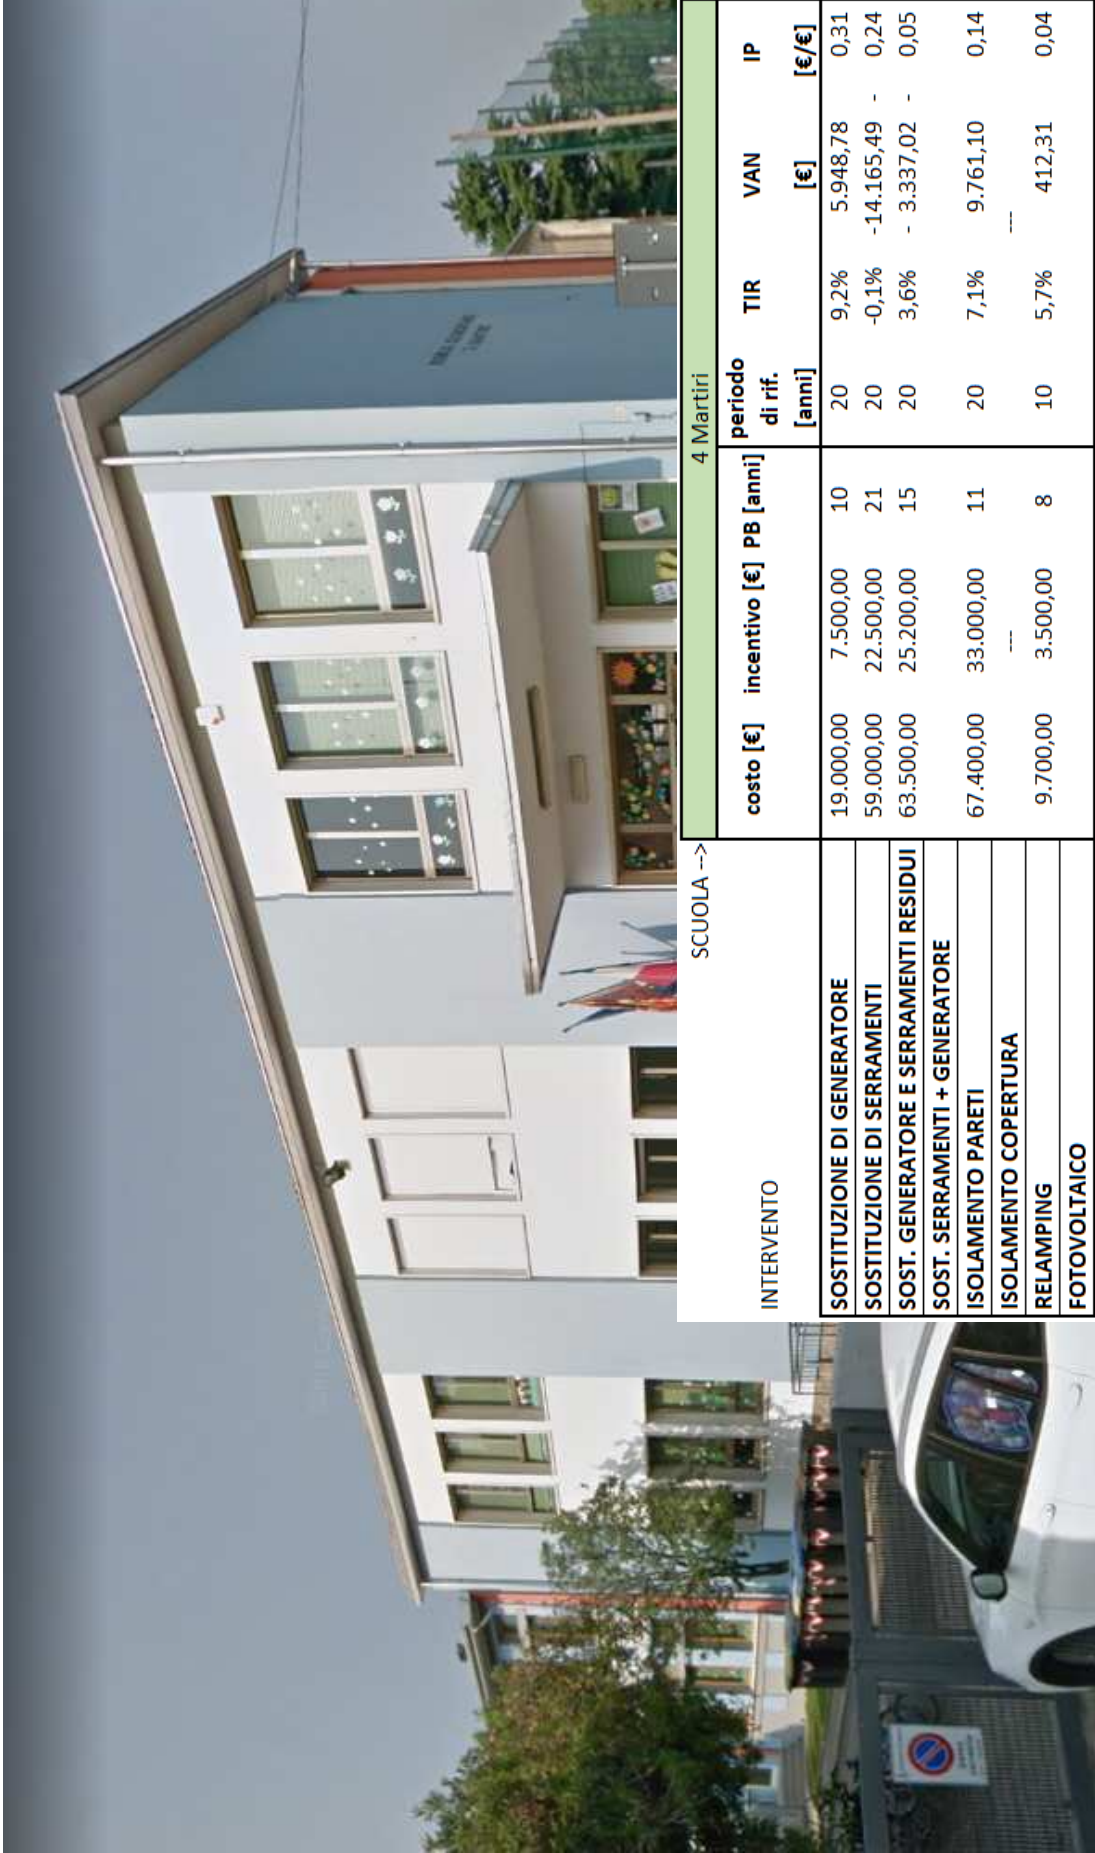 SCUOLA --> 4 Martiri
INTERVENTO costo [€] incentivo [€] PB [anni] periodo di rif. [anni] TIR VAN [€] IP [€/€]
SOSTITUZIONE DI GENERATORE 19.000,00 7.500,00 10 20 9,2% 5.948,78 0,31
SOSTITUZIONE DI SERRAMENTI 59.000,00 22.500,00 21 20 -0,1% -14.165,49 - 0,24
SOST. GENERATORE E SERRAMENTI RESIDUI 63.500,00 25.200,00 15 20 3,6% - 3.337,02 - 0,05
SOST. SERRAMENTI + GENERATORE
ISOLAMENTO PARETI 67.400,00 33.000,00 11 20 7,1% 9.761,10 0,14
ISOLAMENTO COPERTURA --- ---
RELAMPING 9.700,00 3.500,00 8 10 5,7% 412,31 0,04
FOTOVOLTAICO